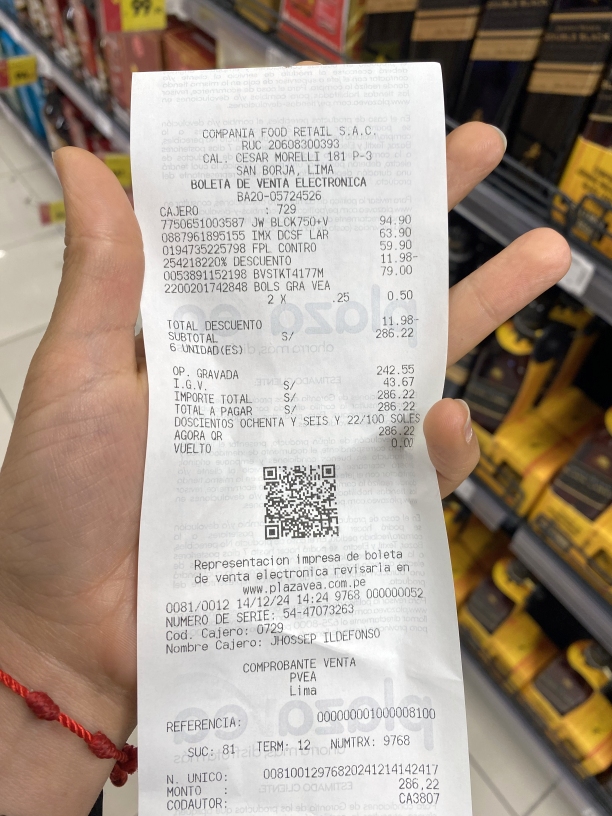 99
DOUBLE BLACK
COMPANIA FOOD RETAIL S.A.C.
RUC 20608300393
CAL. CESAR MORELLI 181 P-3
SAN BORJA, LIMA
BOLETA DE VENTA ELECTRONICA
BA20-05724526
CAJERO : 729
7750651003587 JW BLCK750+V 94.90
0887961895155 IMX DCSF LAR 63.90
0194735225798 FPL CONTRO 59.90
254218220% DESCUENTO 11.98-
0053891152198 BVSTKT4177M 79.00
2200201742848 BOLS GRA VEA
2 X .25 0.50
TOTAL DESCUENTO 11.98-
SUBTOTAL S/ 286.22
6 UNIDAD(ES)
OP. GRAVADA 242.55
I.G.V. S/ 43.67
IMPORTE TOTAL S/ 286.22
TOTAL A PAGAR S/ 286.22
DOSCIENTOS OCHENTA Y SEIS Y 22/100 SOLES
AGORA QR 286.22
VUELTO 0.00
Representacion impresa de boleta
de venta electronica revisarla en
www.plazavea.com.pe
0081/0012 14/12/24 14:24 9768 000000052
NUMERO DE SERIE: 54-47073263
Cod. Cajero: 0729
Nombre Cajero: JHOSSEP ILDEFONSO
COMPROBANTE VENTA
PVEA
Lima
REFERENCIA: 000000001000008100
SUC: 81 TERM: 12 NUMTRX: 9768
N. UNICO: 00810012976820241214142417
MONTO : 286,22
CODAUTOR: CA3807